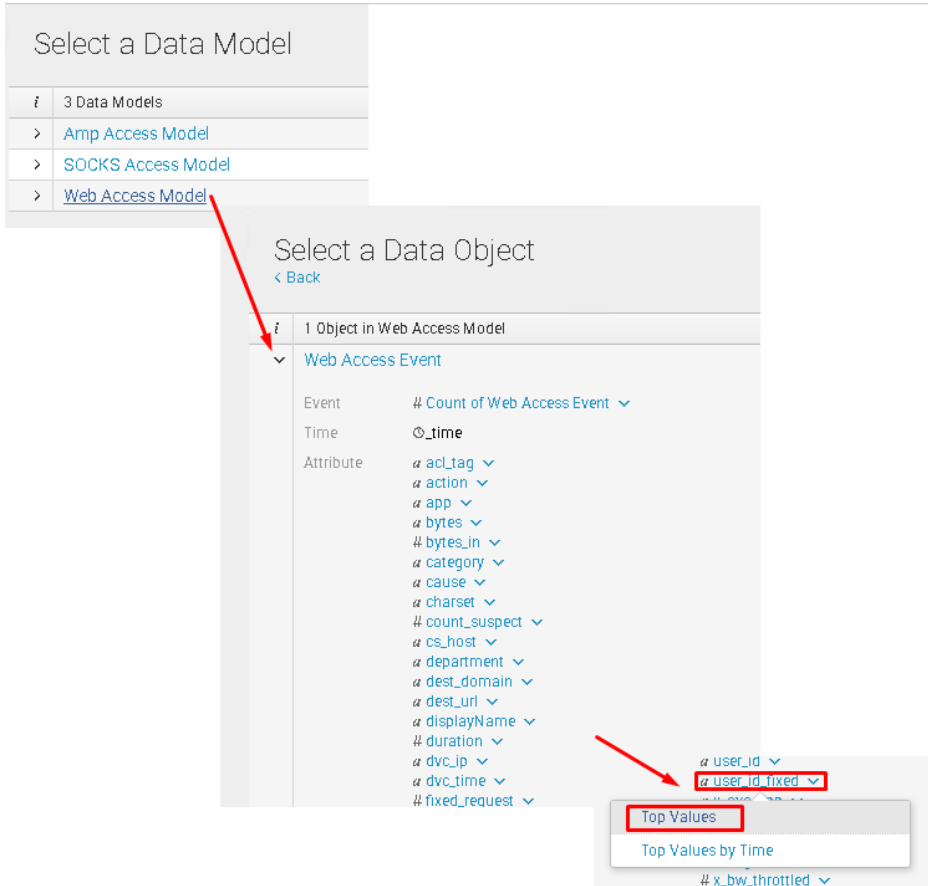 Select a Data Model
i 3 Data Models
> Amp Access Model
> SOCKS Access Model
> Web Access Model
Select a Data Object
< Back
i 1 Object in Web Access Model
Web Access Event
Event # Count of Web Access Event
Time _time
Attribute a acl_tag
a action
a app
a bytes
# bytes_in
a category
a cause
a charset
# count_suspect
a cs_host
a department
a dest_domain
a dest_url
a displayName
# duration
a dvc_ip
a dvc_time
# fixed_request
a user_id
a user_id_fixed
Top Values
Top Values by Time
# x_bw_throttled